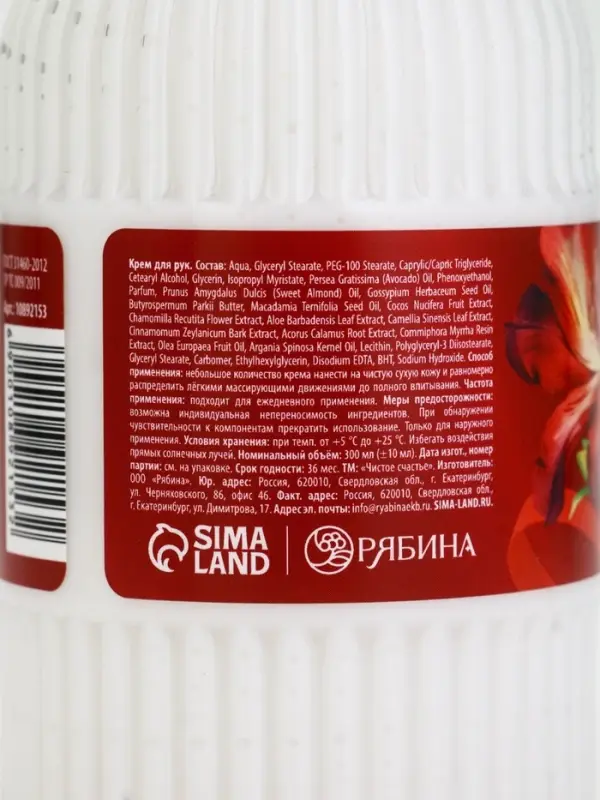 ГОСТ 31460-2012
ТР ТС 009/2011
Арт.: 10892153
Крем для рук. Состав: Aqua, Glyceryl Stearate, PEG-100 Stearate, Caprylic/Capric Triglyceride,
Cetearyl Alcohol, Glycerin, Isopropyl Myristate, Persea Gratissima (Avocado) Oil, Phenoxyethanol,
Parfum, Prunus Amygdalus Dulcis (Sweet Almond) Oil, Gossypium Herbaceum Seed Oil,
Butyrospermum Parkii Butter, Macadamia Ternifolia Seed Oil, Cocos Nucifera Fruit Extract,
Chamomilla Recutita Flower Extract, Aloe Barbadensis Leaf Extract, Camellia Sinensis Leaf Extract,
Cinnamomum Zeylanicum Bark Extract, Acorus Calamus Root Extract, Commiphora Myrrha Resin
Extract, Olea Europaea Fruit Oil, Argania Spinosa Kernel Oil, Lecithin, Polyglyceryl-3 Diisostearate,
Glyceryl Stearate, Carbomer, Ethylhexylglycerin, Disodium EDTA, BHT, Sodium Hydroxide. Способ
применения: небольшое количество крема нанести на чистую сухую кожу и равномерно
распределить лёгкими массирующими движениями до полного впитывания. Частота
применения: подходит для ежедневного применения. Меры предосторожности:
возможна индивидуальная непереносимость ингредиентов. При обнаружении
чувствительности к компонентам прекратить использование. Только для наружного
применения. Условия хранения: при темп. от +5 °C до +25 °C. Избегать воздействия
прямых солнечных лучей. Номинальный объём: 300 мл (±10 мл). Дата изгот., номер
партии: см. на упаковке. Срок годности: 36 мес. ТМ: «Чистое счастье». Изготовитель:
ООО «Рябина». Юр. адрес: Россия, 620010, Свердловская обл., г. Екатеринбург,
ул. Черняховского, 86, офис 46. Факт. адрес: Россия, 620010, Свердловская обл.,
г. Екатеринбург, ул. Димитрова, 17. Адрес эл. почты: info@ryabinaekb.ru. SIMA-LAND.RU.
SIMA
LAND
РЯБИНА